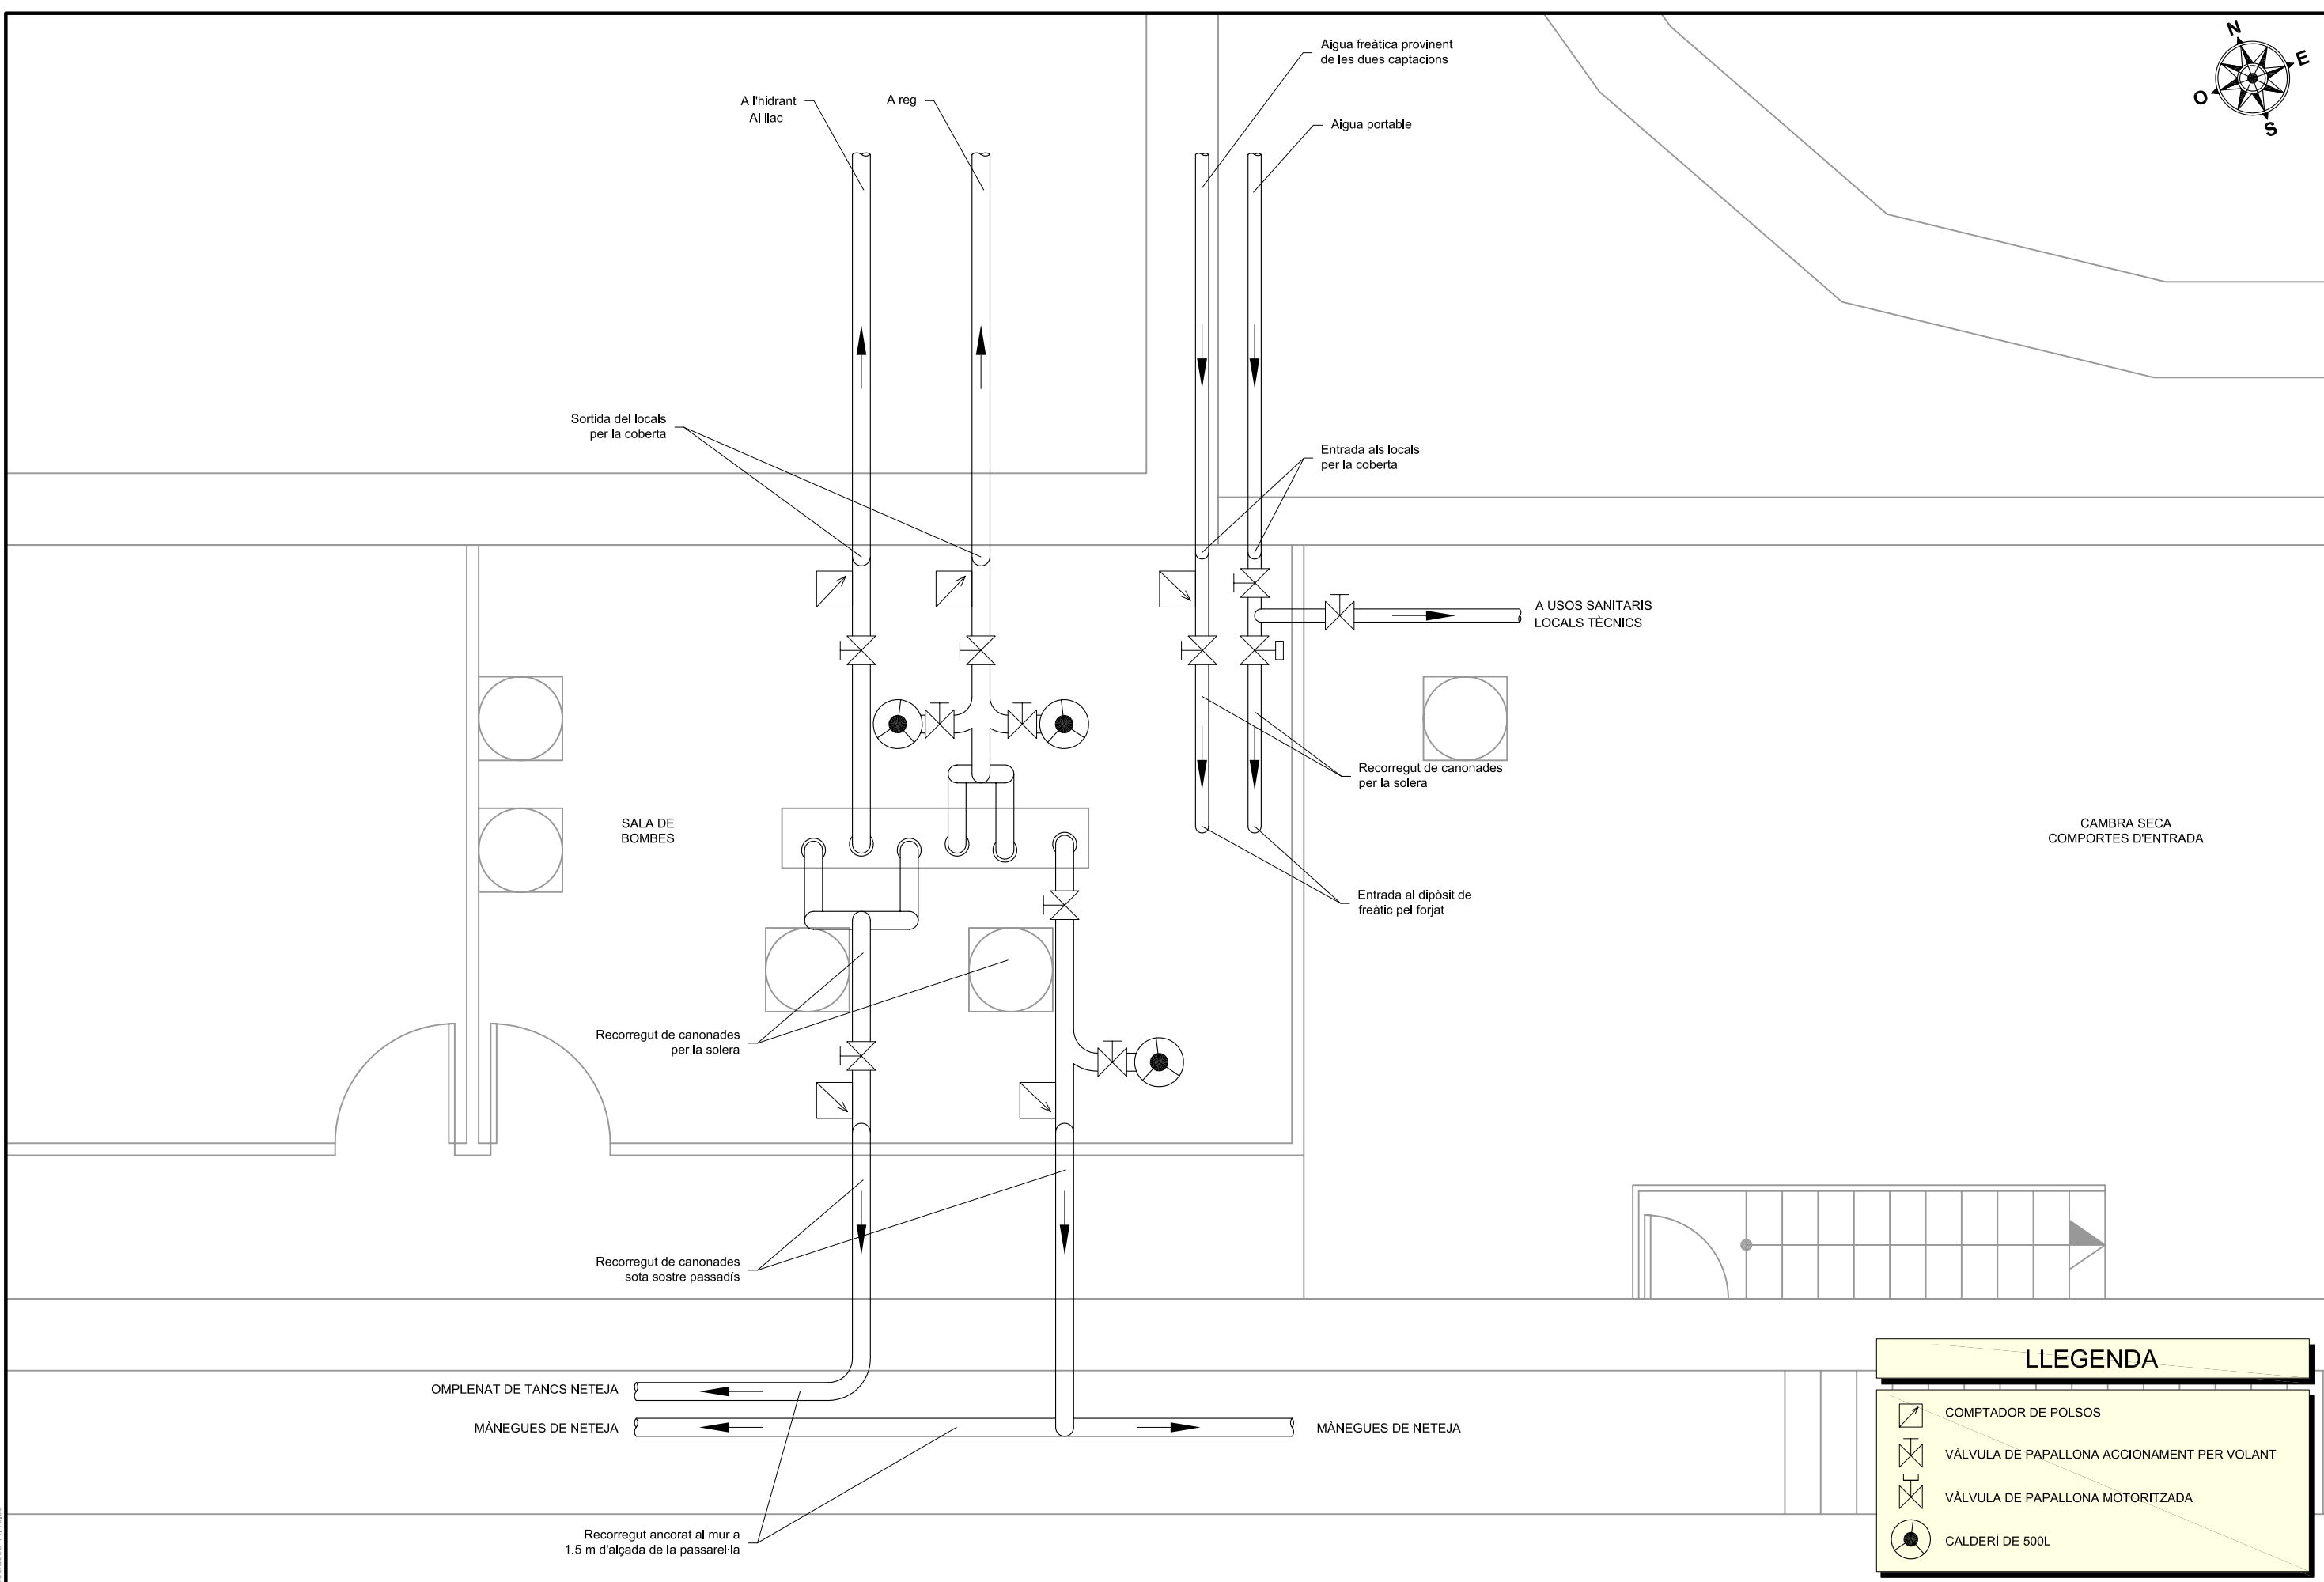 Aigua freàtica provinent
de les dues captacions
N
E
O
S
A l'hidrant
Al llac
A reg
Aigua portable
Sortida del locals
per la coberta
Entrada als locals
per la coberta
A USOS SANITARIS
LOCALS TÈCNICS
Recorregut de canonades
per la solera
SALA DE
BOMBES
CAMBRA SECA
COMPORTES D'ENTRADA
Entrada al dipòsit de
freàtic pel forjat
Recorregut de canonades
per la solera
Recorregut de canonades
sota sostre passadís
OMPLENAT DE TANCS NETEJA
MÀNEGUES DE NETEJA
MÀNEGUES DE NETEJA
Recorregut ancorat al mur a
1.5 m d'alçada de la passarel·la
LLEGENDA
COMPTADOR DE POLSOS
VÀLVULA DE PAPALLONA ACCIONAMENT PER VOLANT
VÀLVULA DE PAPALLONA MOTORITZADA
CALDERÍ DE 500L